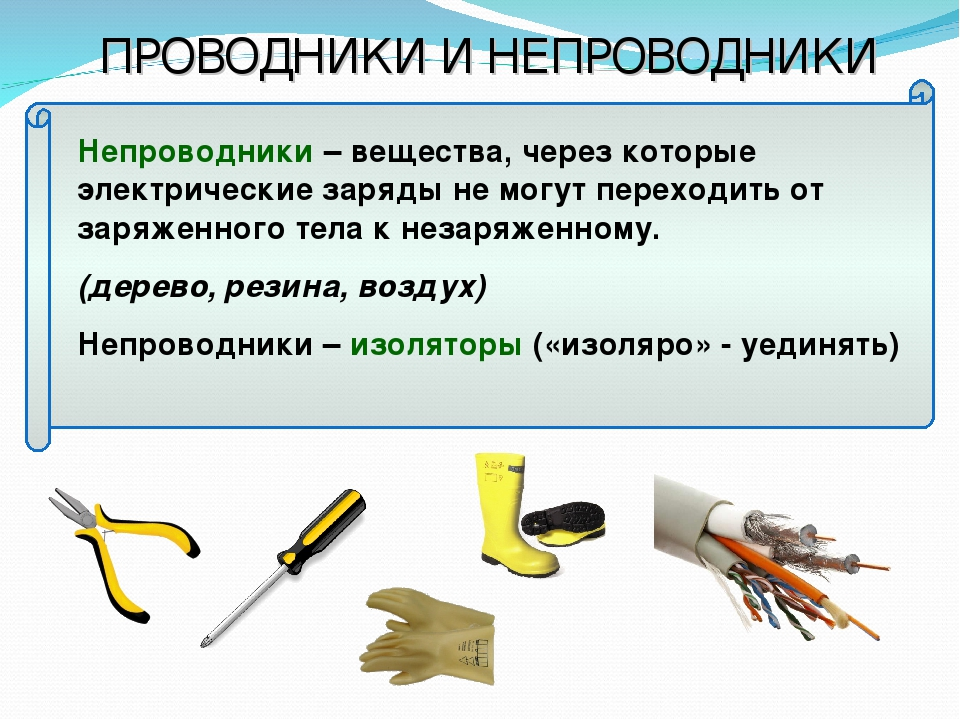 ПРОВОДНИКИ И НЕПРОВОДНИКИ
Непроводники – вещества, через которые
электрические заряды не могут переходить от
заряженного тела к незаряженному.
(дерево, резина, воздух)
Непроводники – изоляторы («изоляро» - уединять)